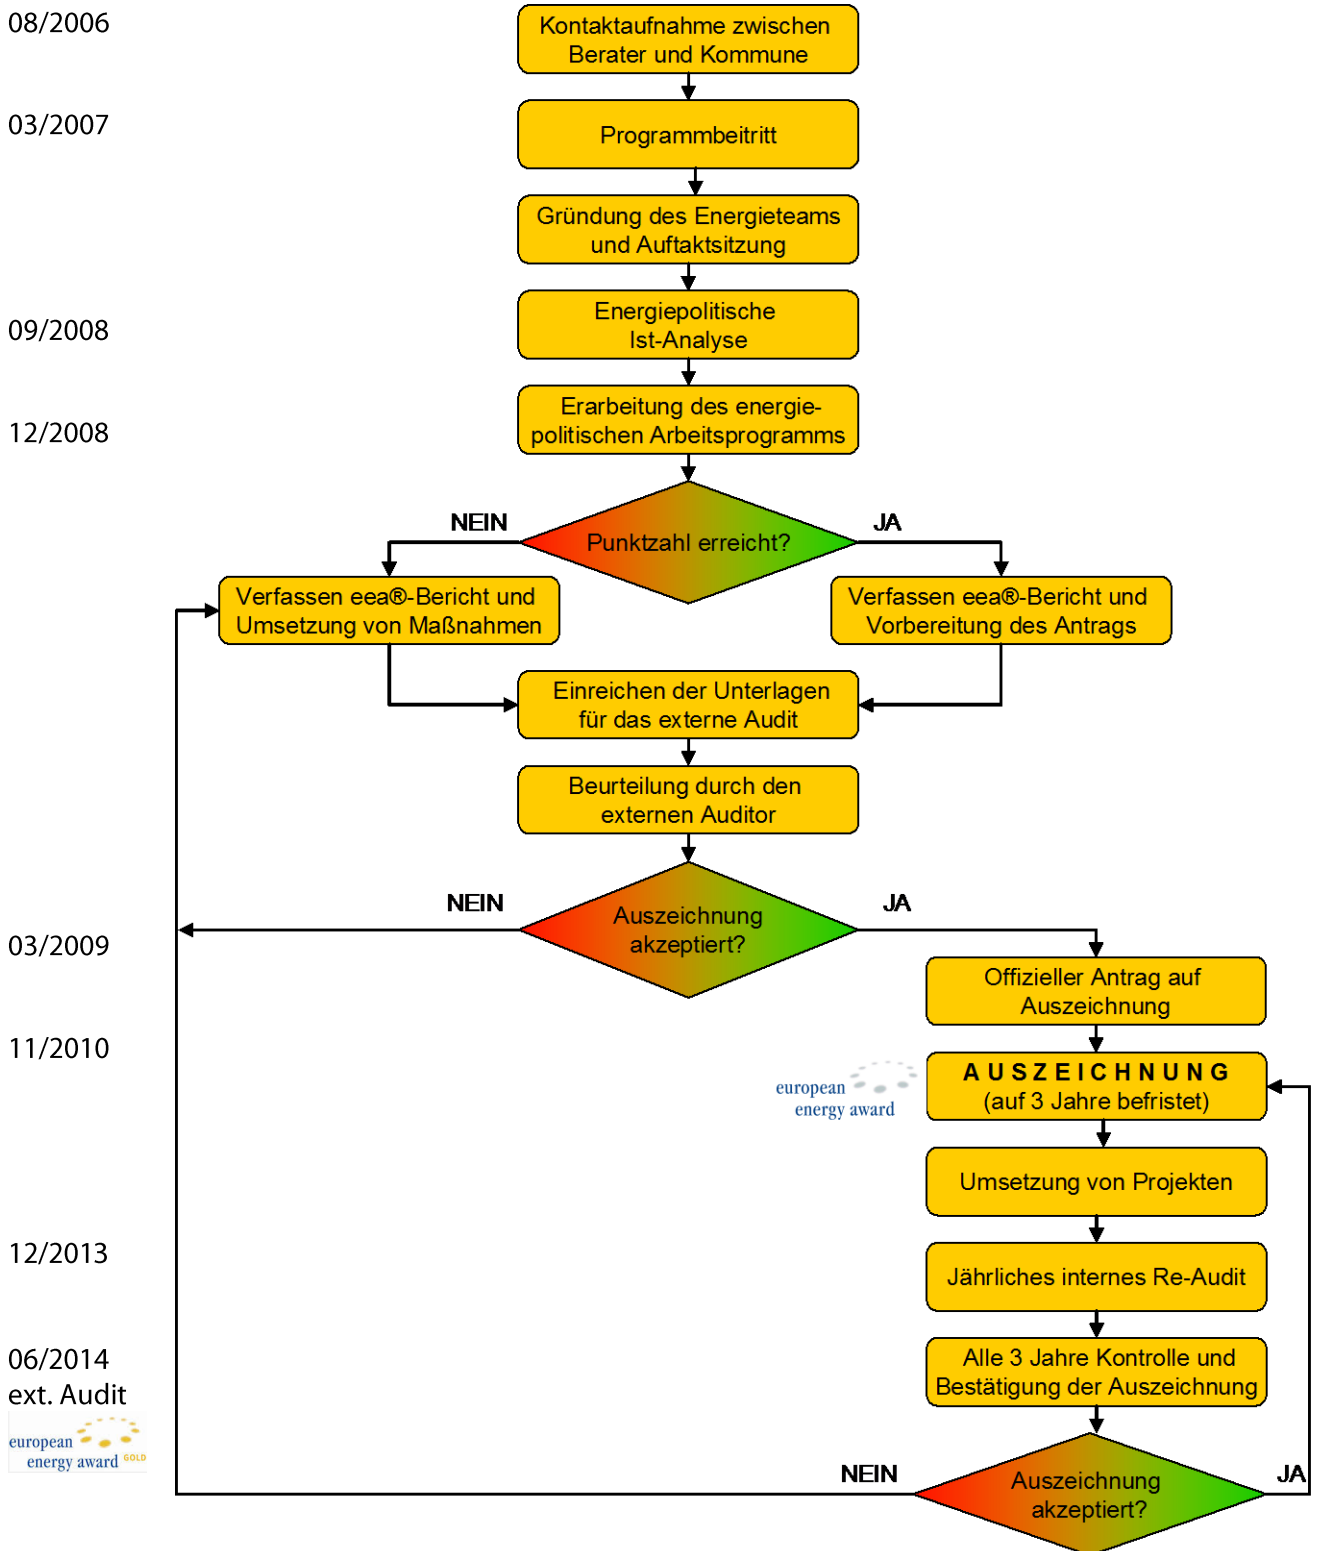 08/2006
Kontaktaufnahme zwischen
Berater und Kommune
03/2007
Programmbeitritt
Gründung des Energieteams
und Auftaktsitzung
09/2008
Energiepolitische
Ist-Analyse
12/2008
Erarbeitung des energie-
politischen Arbeitsprogramms
NEIN
JA
Punktzahl erreicht?
Verfassen eea®-Bericht und
Umsetzung von Maßnahmen
Verfassen eea®-Bericht und
Vorbereitung des Antrags
Einreichen der Unterlagen
für das externe Audit
Beurteilung durch den
externen Auditor
NEIN
JA
Auszeichnung
akzeptiert?
03/2009
Offizieller Antrag auf
Auszeichnung
11/2010
european
energy award
AUSZEICHNUNG
(auf 3 Jahre befristet)
Umsetzung von Projekten
12/2013
Jährliches internes Re-Audit
06/2014
ext. Audit
european
energy award GOLD
Alle 3 Jahre Kontrolle und
Bestätigung der Auszeichnung
NEIN
JA
Auszeichnung
akzeptiert?